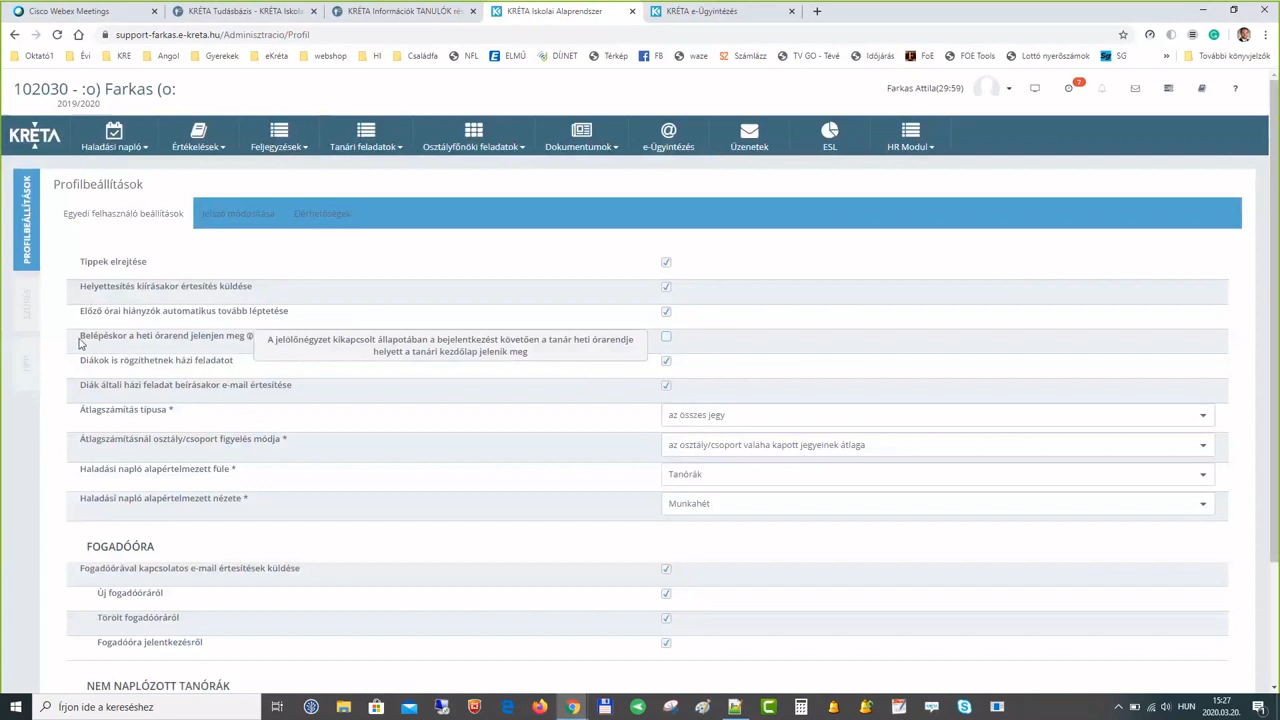 Cisco Webex Meetings
KRÉTA Tudásbázis - KRÉTA Iskola
KRÉTA Információk TANULÓK rés
KRÉTA Iskolai Alaprendszer
KRÉTA e-Ügyintézés
support-farkas.e-kreta.hu/Adminisztracio/Profil
Oktató1
Évi
KRE
Angol
Gyerekek
eKréta
webshop
HI
Családfa
NFL
ELMŰ
DÜNET
Térkép
FB
waze
Számlázz
TV GO - Tévé
Időjárás
FoE
FOE Tools
Lottó nyerőszámok
SG
További könyvjelzők
102030 - :o) Farkas (o:
2019/2020
Farkas Attila(29:59)
7
KRÉTA
Haladási napló
Értékelések
Feljegyzések
Tanári feladatok
Osztályfőnöki feladatok
Dokumentumok
e-Ügyintézés
Üzenetek
ESL
HR Modul
PROFILBEÁLLÍTÁSOK
Profilbeállítások
Egyedi felhasználó beállítások
Jelszó módosítása
Elérhetőségek
Tippek elrejtése
Helyettesítés kiírásakor értesítés küldése
Előző órai hiányzók automatikus tovább léptetése
Belépéskor a heti órarend jelenjen meg
A jelölőnégyzet kikapcsolt állapotában a bejelentkezést követően a tanár heti órarendje
helyett a tanári kezdőlap jelenik meg
Diákok is rögzíthetnek házi feladatot
Diák általi házi feladat beírásakor e-mail értesítése
Átlagszámítás típusa *
az összes jegy
Átlagszámításnál osztály/csoport figyelés módja *
az osztály/csoport valaha kapott jegyeinek átlaga
Haladási napló alapértelmezett füle *
Tanórák
Haladási napló alapértelmezett nézete *
Munkahét
FOGADÓÓRA
Fogadóórával kapcsolatos e-mail értesítések küldése
Új fogadóóráról
Törölt fogadóóráról
Fogadóóra jelentkezésről
NEM NAPLÓZOTT TANÓRÁK
Írjon ide a kereséshez
HUN
15:27
2020.03.20.